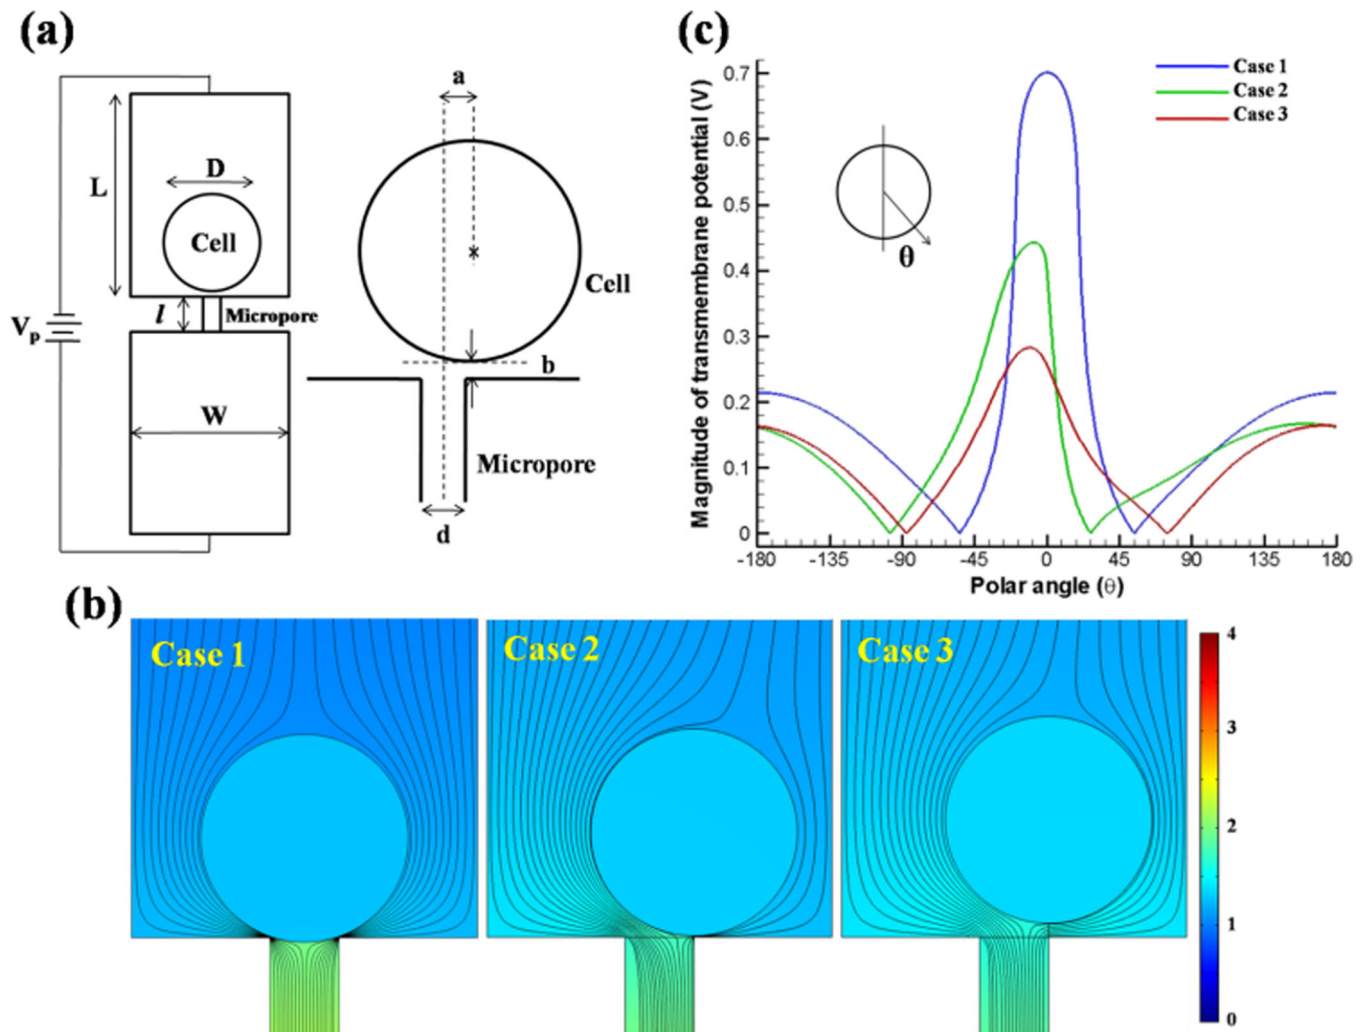 (a)
a
D
L
Cell
Cell
l
Micropore
V_p
b
W
Micropore
d
(c)
Case 1
Case 2
Case 3
Magnitude of transmembrane potential (V)
0.7
0.6
0.5
0.4
0.3
0.2
0.1
0
θ
-180 -135 -90 -45 0 45 90 135 180
Polar angle (θ)
(b)
Case 1
Case 2
Case 3
4
3
2
1
0